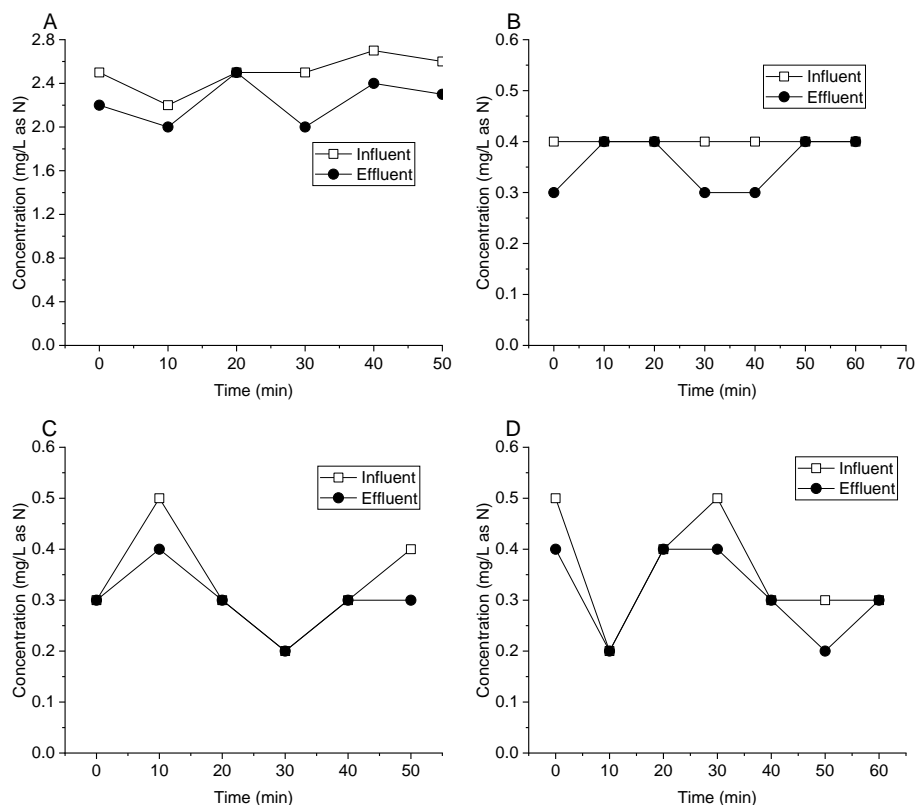 A
2.8
2.4
2.0
1.6
1.2
0.8
0.4
0.0
Concentration (mg/L as N)
Influent
Effluent
0 10 20 30 40 50
Time (min)
B
0.6
0.5
0.4
0.3
0.2
0.1
0.0
Concentration (mg/L as N)
Influent
Effluent
0 10 20 30 40 50 60 70
Time (min)
C
0.6
0.5
0.4
0.3
0.2
0.1
0.0
Concentration (mg/L as N)
Influent
Effluent
0 10 20 30 40 50
Time (min)
D
0.6
0.5
0.4
0.3
0.2
0.1
0.0
Concentration (mg/L as N)
Influent
Effluent
0 10 20 30 40 50 60
Time (min)